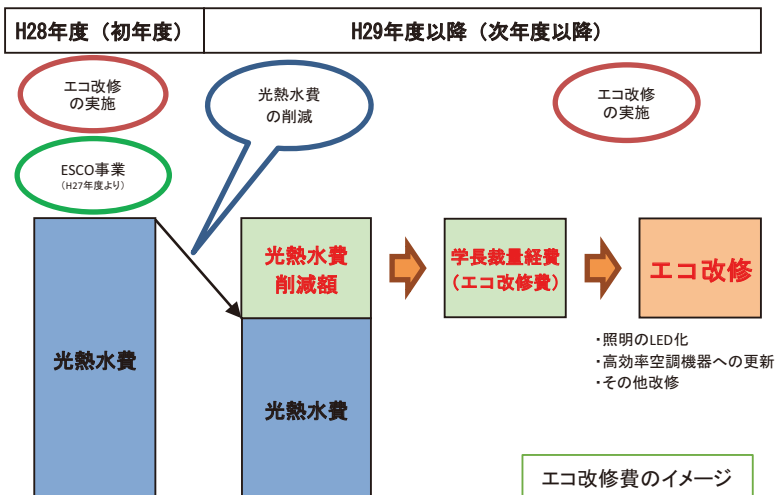 H28年度（初年度）
H29年度以降（次年度以降）
エコ改修
の実施
光熱水費
の削減
エコ改修
の実施
ESCO事業
（H27年度より）
光熱水費
削減額
学長裁量経費
（エコ改修費）
エコ改修
・照明のLED化
・高効率空調機器への更新
・その他改修
光熱水費
光熱水費
エコ改修費のイメージ